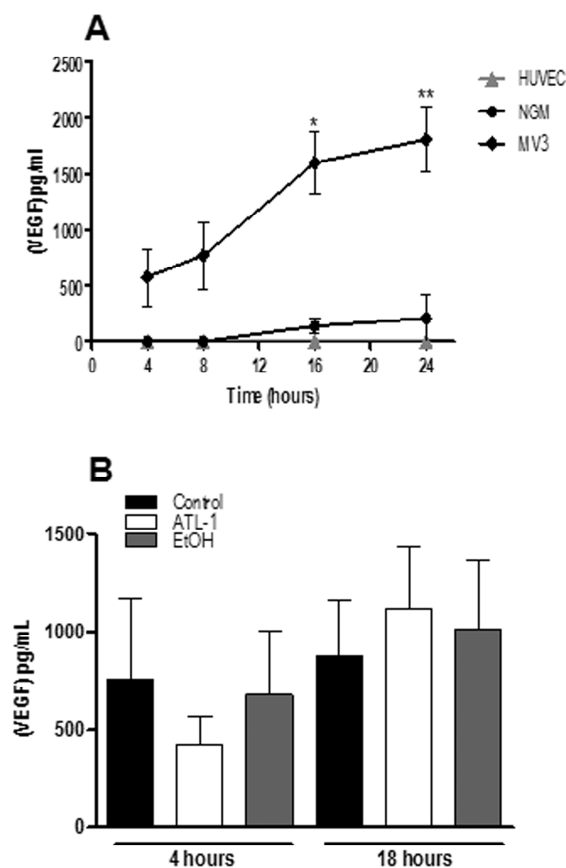 A
2500
2000
1500
1000
500
0
(VEGF)pg/ml
* **
0 4 8 12 16 20 24
Time (hours)
HUVEC
NGM
MV3
B
Control
ATL-1
EtOH
1500
1000
500
0
(VEGF) pg/mL
4 hours 18 hours